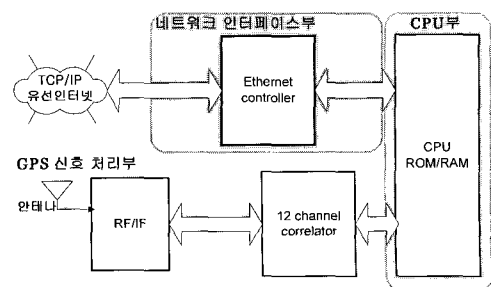 네트워크 인터페이스부
CPU부
TCP/IP
유선인터넷
Ethernet
controller
CPU
ROM/RAM
GPS 신호 처리부
안테나
RF/IF
12 channel
correlator